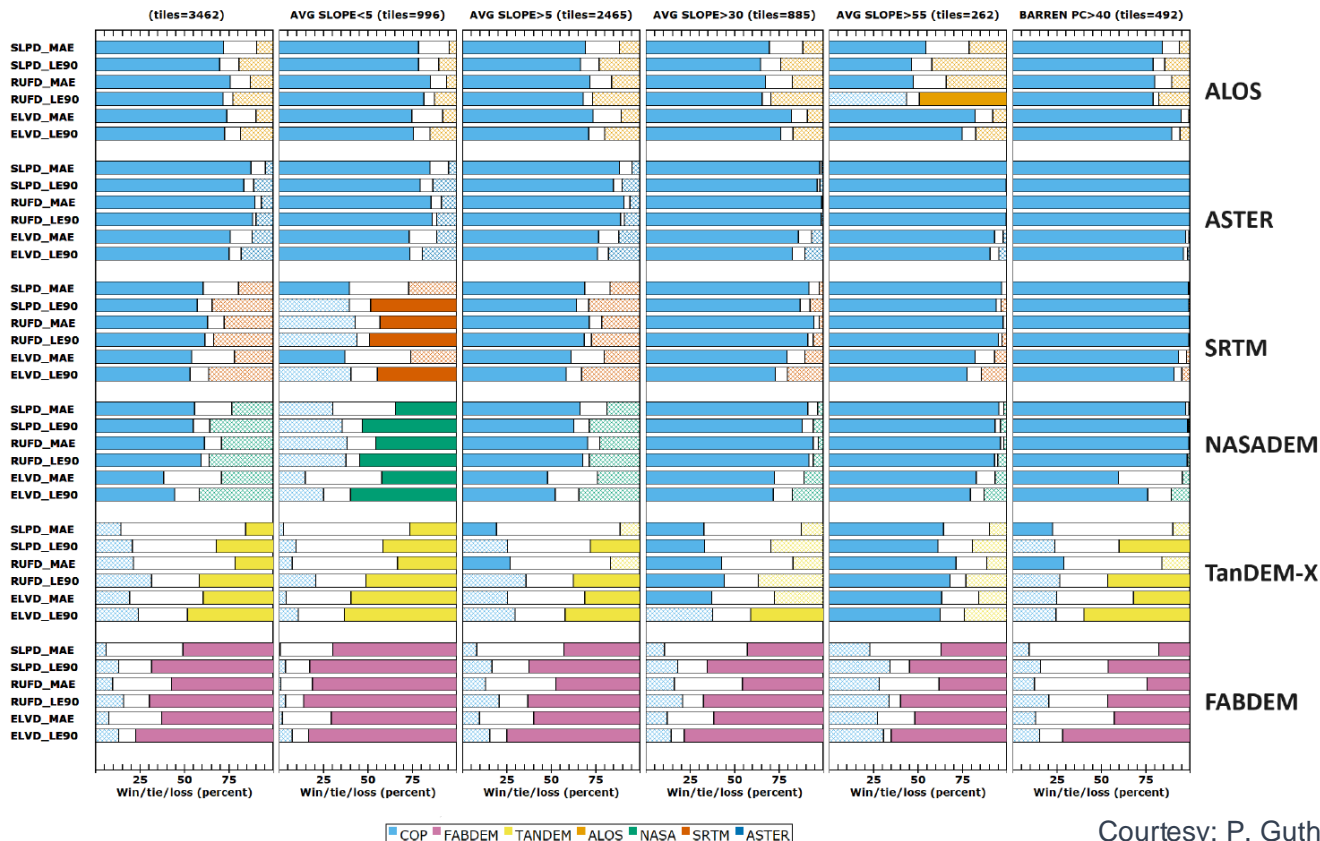 (tiles=3462) AVG SLOPE<5 (tiles=996) AVG SLOPE>5 (tiles=2465) AVG SLOPE>30 (tiles=885) AVG SLOPE>55 (tiles=262) BARREN PC>40 (tiles=492)
SLPD_MAE
SLPD_LE90
RUFD_MAE
RUFD_LE90
ELVD_MAE
ELVD_LE90
ALOS
SLPD_MAE
SLPD_LE90
RUFD_MAE
RUFD_LE90
ELVD_MAE
ELVD_LE90
ASTER
SLPD_MAE
SLPD_LE90
RUFD_MAE
RUFD_LE90
ELVD_MAE
ELVD_LE90
SRTM
SLPD_MAE
SLPD_LE90
RUFD_MAE
RUFD_LE90
ELVD_MAE
ELVD_LE90
NASADEM
SLPD_MAE
SLPD_LE90
RUFD_MAE
RUFD_LE90
ELVD_MAE
ELVD_LE90
TanDEM-X
SLPD_MAE
SLPD_LE90
RUFD_MAE
RUFD_LE90
ELVD_MAE
ELVD_LE90
FABDEM
25 75 25 75 25 75 25 75 25 75 25 75
Win/tie/loss (percent) Win/tie/loss (percent) Win/tie/loss (percent) Win/tie/loss (percent) Win/tie/loss (percent) Win/tie/loss (percent)
COP FABDEM TANDEM ALOS NASA SRTM ASTER
Courtesy: P. Guth